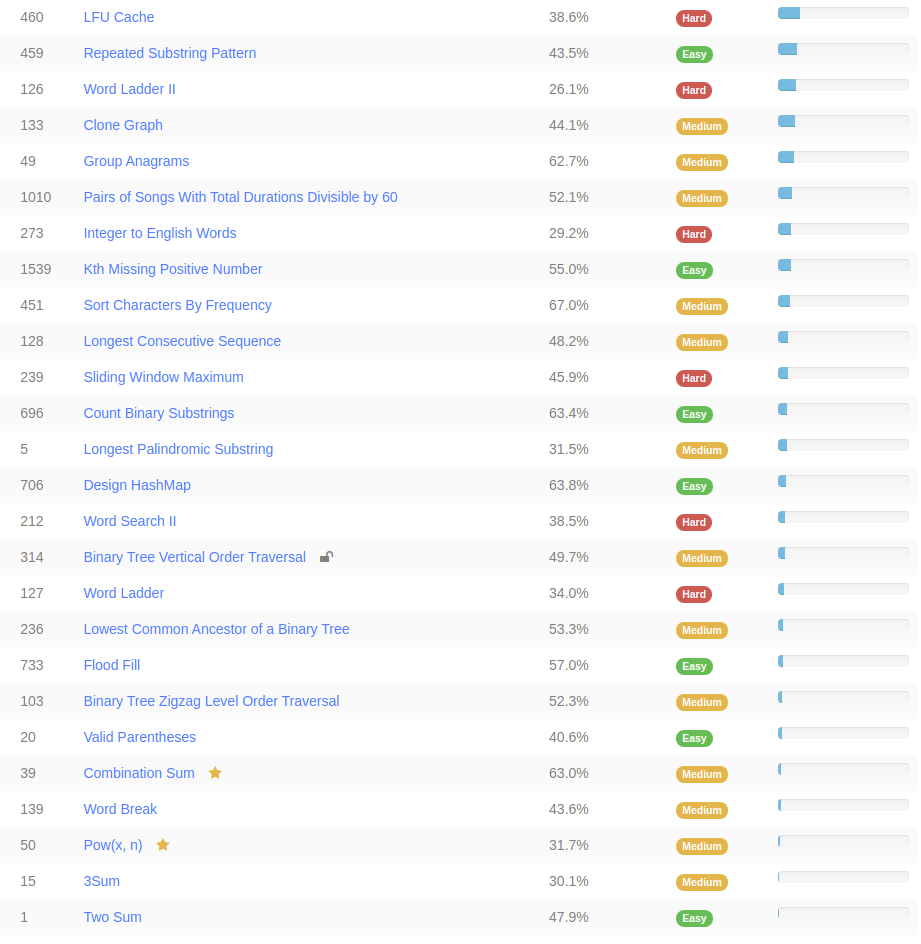 460 LFU Cache 38.6% Hard
459 Repeated Substring Pattern 43.5% Easy
126 Word Ladder II 26.1% Hard
133 Clone Graph 44.1% Medium
49 Group Anagrams 62.7% Medium
1010 Pairs of Songs With Total Durations Divisible by 60 52.1% Medium
273 Integer to English Words 29.2% Hard
1539 Kth Missing Positive Number 55.0% Easy
451 Sort Characters By Frequency 67.0% Medium
128 Longest Consecutive Sequence 48.2% Medium
239 Sliding Window Maximum 45.9% Hard
696 Count Binary Substrings 63.4% Easy
5 Longest Palindromic Substring 31.5% Medium
706 Design HashMap 63.8% Easy
212 Word Search II 38.5% Hard
314 Binary Tree Vertical Order Traversal 49.7% Medium
127 Word Ladder 34.0% Hard
236 Lowest Common Ancestor of a Binary Tree 53.3% Medium
733 Flood Fill 57.0% Easy
103 Binary Tree Zigzag Level Order Traversal 52.3% Medium
20 Valid Parentheses 40.6% Easy
39 Combination Sum 63.0% Medium
139 Word Break 43.6% Medium
50 Pow(x, n) 31.7% Medium
15 3Sum 30.1% Medium
1 Two Sum 47.9% Easy